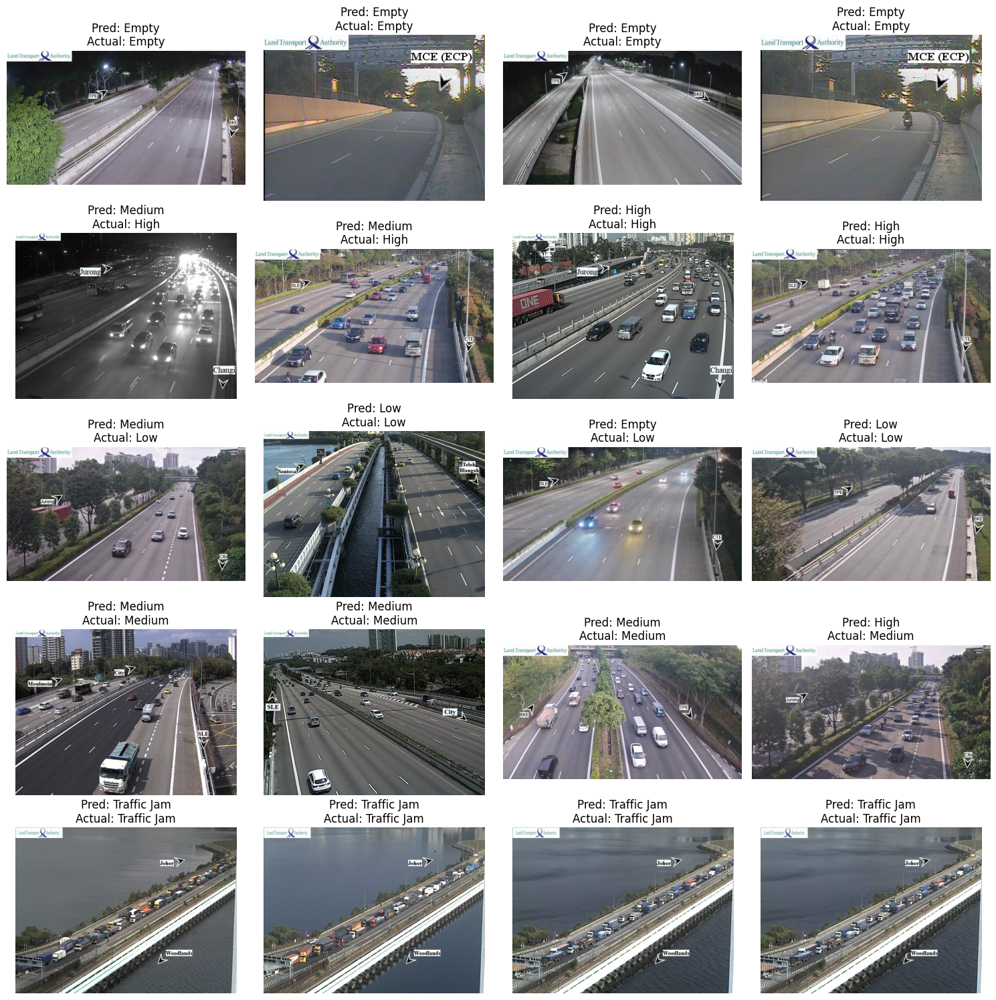 Pred: Empty
Actual: Empty
Land Transport Authority
TPE
BKE
Pred: Empty
Actual: Empty
Land Transport Authority
MCE (ECP)
Pred: Empty
Actual: Empty
Land Transport Authority
TPE
BKE
Pred: Empty
Actual: Empty
Land Transport Authority
MCE (ECP)
Pred: Medium
Actual: High
Land Transport Authority
Jurong
Changi
Pred: Medium
Actual: High
Land Transport Authority
SLE
CTE
Pred: High
Actual: High
Land Transport Authority
Jurong
ONE
Changi
Pred: High
Actual: High
Land Transport Authority
SLE
CTE
Pred: Medium
Actual: Low
Land Transport Authority
Jurong
City
Pred: Low
Actual: Low
Land Transport Authority
Sentosa
Telok
Blangah
Pred: Empty
Actual: Low
Land Transport Authority
SLE
CTE
Pred: Low
Actual: Low
Land Transport Authority
TPE
BKE
Pred: Medium
Actual: Medium
Land Transport Authority
City
Moulmein
SLE
Pred: Medium
Actual: Medium
Land Transport Authority
SLE
City
Pred: Medium
Actual: Medium
Land Transport Authority
BKE
TPE
Pred: High
Actual: Medium
Land Transport Authority
Jurong
City
Pred: Traffic Jam
Actual: Traffic Jam
Land Transport Authority
Johor
Woodlands
Pred: Traffic Jam
Actual: Traffic Jam
Land Transport Authority
Johor
Woodlands
Pred: Traffic Jam
Actual: Traffic Jam
Land Transport Authority
Johor
Woodlands
Pred: Traffic Jam
Actual: Traffic Jam
Land Transport Authority
Johor
Woodlands